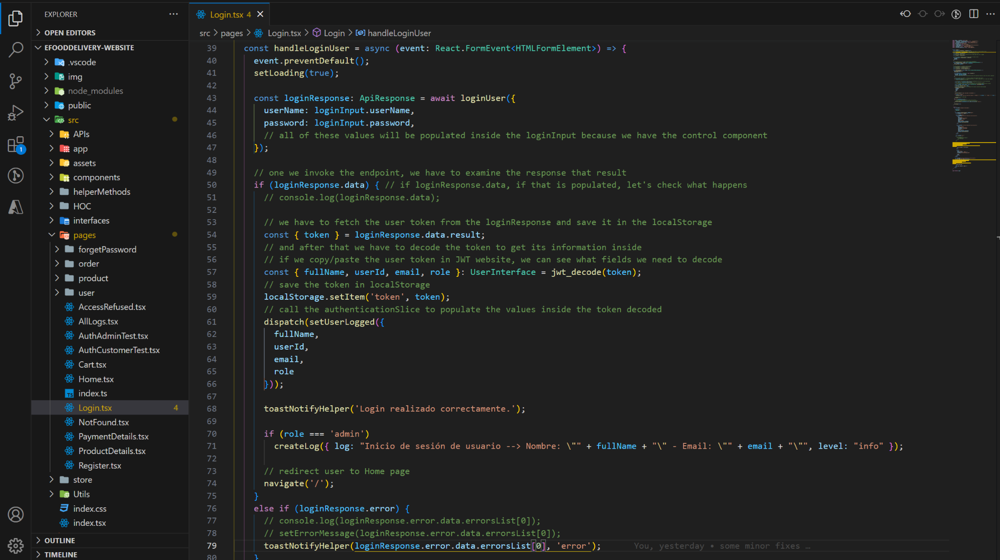 EXPLORER
OPEN EDITORS
EFOODDELIVERY-WEBSITE
.vscode
img
node_modules
public
src
APIs
app
assets
components
helperMethods
HOC
interfaces
pages
forgetPassword
order
product
user
AccessRefused.tsx
AllLogs.tsx
AuthAdminTest.tsx
AuthCustomerTest.tsx
Cart.tsx
Home.tsx
TS index.ts
Login.tsx 4
NotFound.tsx
PaymentDetails.tsx
ProductDetails.tsx
Register.tsx
store
Utils
index.css
index.tsx
OUTLINE
TIMELINE
1
Login.tsx 4
src > pages > Login.tsx > Login > handleLoginUser
39 const handleLoginUser = async (event: React.FormEvent<HTMLFormElement>) => {
40 event.preventDefault();
41 setLoading(true);
42
43 const loginResponse: ApiResponse = await loginUser({
44 userName: loginInput.userName,
45 password: loginInput.password,
46 // all of these values will be populated inside the loginInput because we have the control component
47 });
48
49 // one we invoke the endpoint, we have to examine the response that result
50 if (loginResponse.data) { // if loginResponse.data, if that is populated, let's check what happens
51 // console.log(loginResponse.data);
52
53 // we have to fetch the user token from the loginResponse and save it in the localStorage
54 const { token } = loginResponse.data.result;
55 // and after that we have to decode the token to get its information inside
56 // if we copy/paste the user token in JWT website, we can see what fields we need to decode
57 const { fullName, userId, email, role }: UserInterface = jwt_decode(token);
58 // save the token in localStorage
59 localStorage.setItem('token', token);
60 // call the authenticationSlice to populate the values inside the token decoded
61 dispatch(setUserLogged({
62 fullName,
63 userId,
64 email,
65 role
66 }));
67
68 toastNotifyHelper('Login realizado correctamente.');
69
70 if (role === 'admin')
71 createLog({ log: "Inicio de sesión de usuario --> Nombre: \"" + fullName + "\" - Email: \"" + email + "\"", level: "info" });
72
73 // redirect user to Home page
74 navigate('/');
75 }
76 else if (loginResponse.error) {
77 // console.log(loginResponse.error.data.errorsList[0]);
78 // setErrorMessage(loginResponse.error.data.errorsList[0]);
79 toastNotifyHelper(loginResponse.error.data.errorsList[0], 'error'); You, yesterday • some minor fixes …
80 }